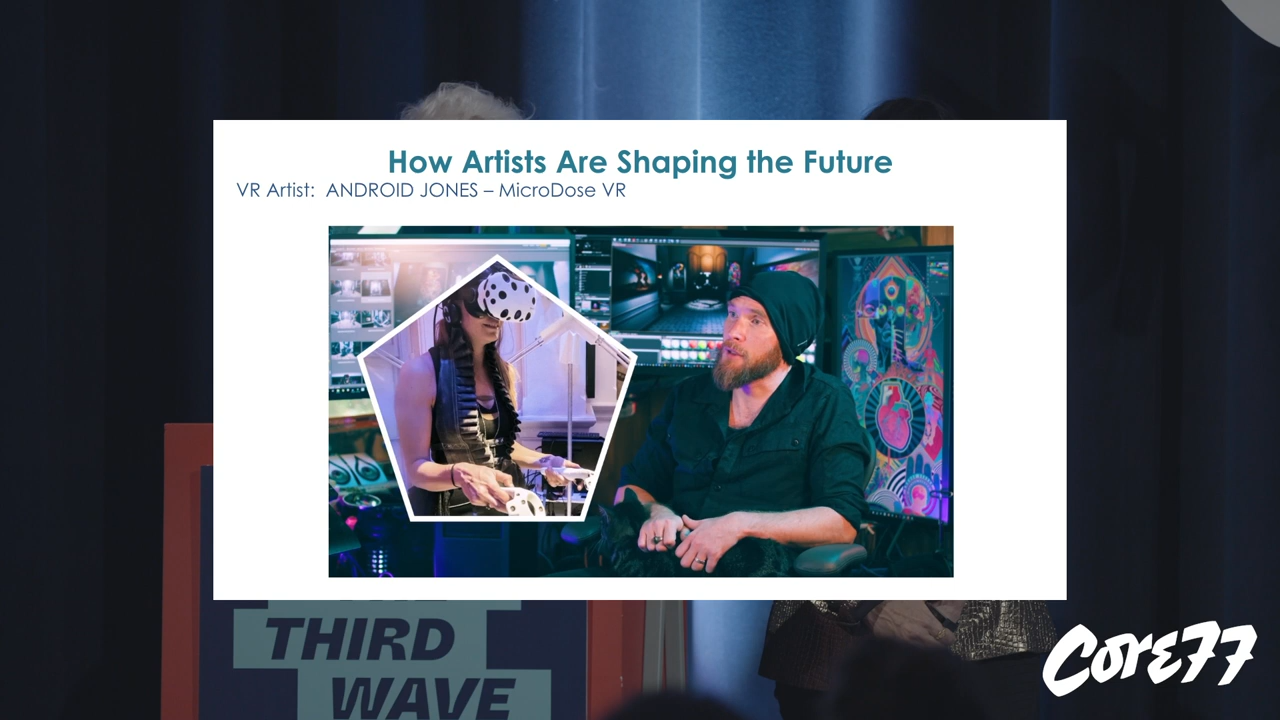 How Artists Are Shaping the Future
VR Artist: ANDROID JONES – MicroDose VR
THIRD
WAVE
Core77